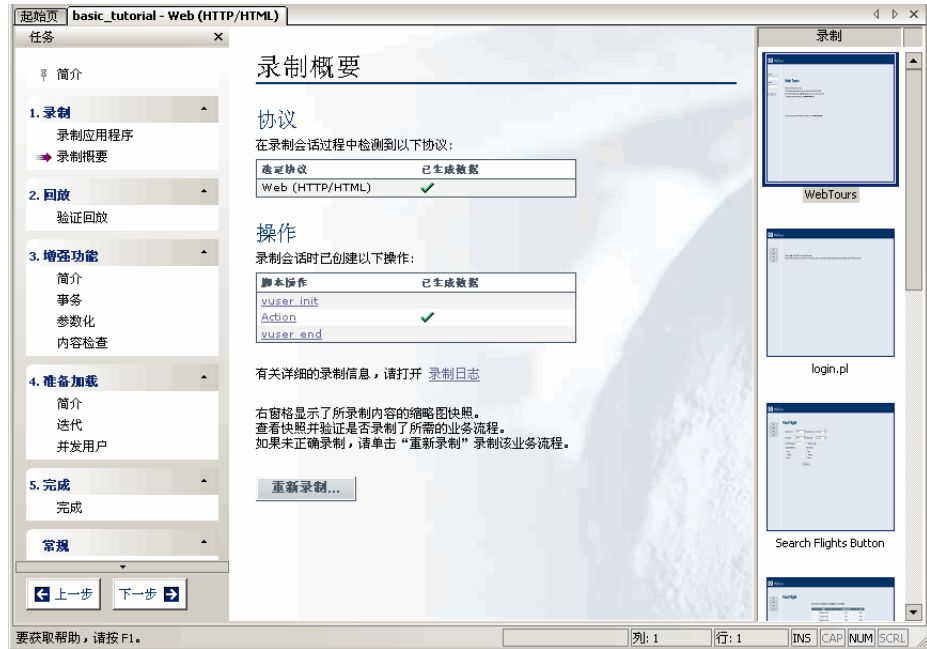 起始页 basic_tutorial - Web (HTTP/HTML)
任务
简介
1. 录制
录制应用程序
录制概要
2. 回放
验证回放
3. 增强功能
简介
事务
参数化
内容检查
4. 准备加载
简介
迭代
并发用户
5. 完成
完成
常规
上一步 下一步
录制概要
协议
在录制会话过程中检测到以下协议:
选定协议 已生成数据
Web (HTTP/HTML)
操作
录制会话时已创建以下操作:
脚本操作 已生成数据
vuser_init
Action
vuser_end
有关详细的录制信息,请打开 录制日志
右窗格显示了所录制内容的缩略图快照。
查看快照并验证是否录制了所需的业务流程。
如果未正确录制,请单击“重新录制”录制该业务流程。
重新录制...
录制
WebTours
login.pl
Search Flights Button
要获取帮助,请按 F1。
列: 1
行: 1
INS CAP NUM SCRL